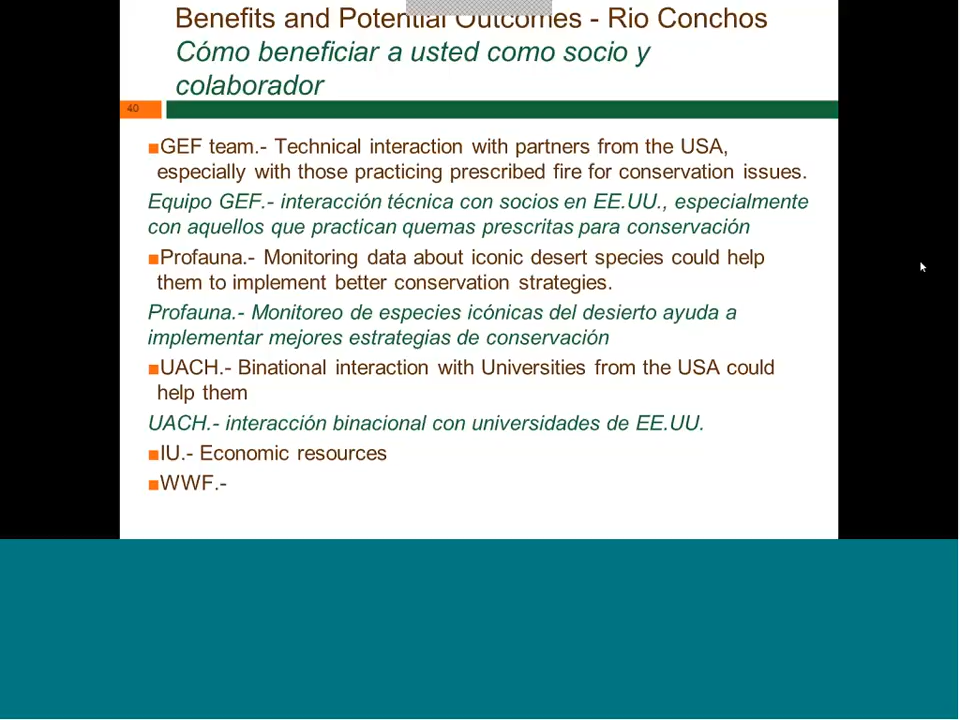 Benefits and Potential Outcomes - Rio Conchos
Cómo beneficiar a usted como socio y
colaborador
40
■GEF team.- Technical interaction with partners from the USA,
especially with those practicing prescribed fire for conservation issues.
Equipo GEF.- interacción técnica con socios en EE.UU., especialmente
con aquellos que practican quemas prescritas para conservación
■Profauna.- Monitoring data about iconic desert species could help
them to implement better conservation strategies.
Profauna.- Monitoreo de especies icónicas del desierto ayuda a
implementar mejores estrategias de conservación
■UACH.- Binational interaction with Universities from the USA could
help them
UACH.- interacción binacional con universidades de EE.UU.
■IU.- Economic resources
■WWF.-